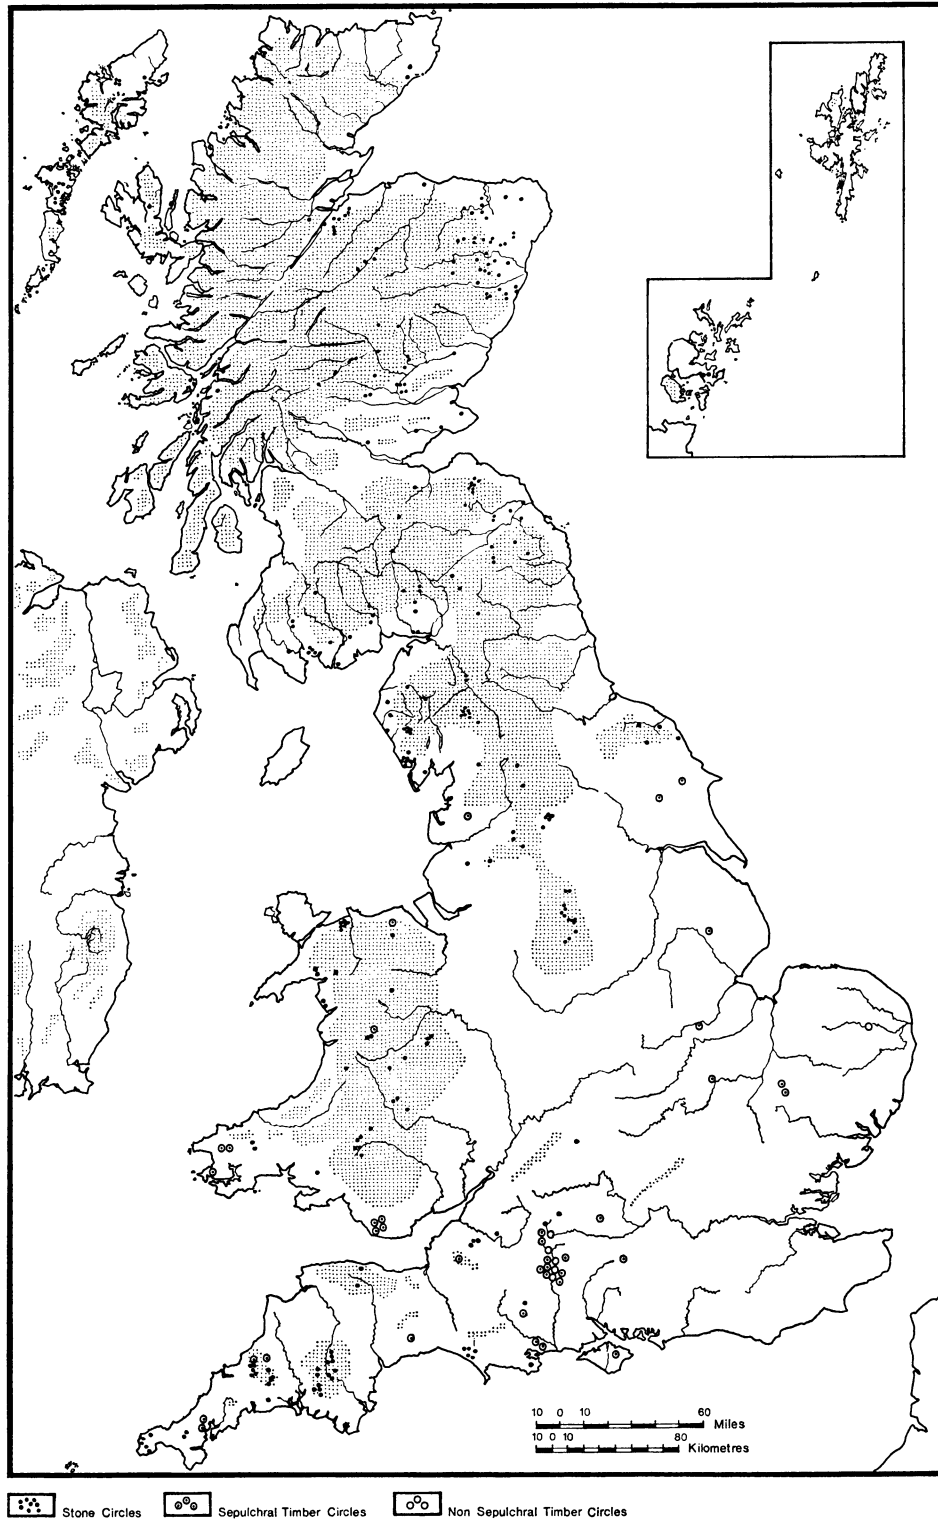 10 0 10 60
Miles
10 0 10 80
Kilometres
Stone Circles Sepulchral Timber Circles Non Sepulchral Timber Circles